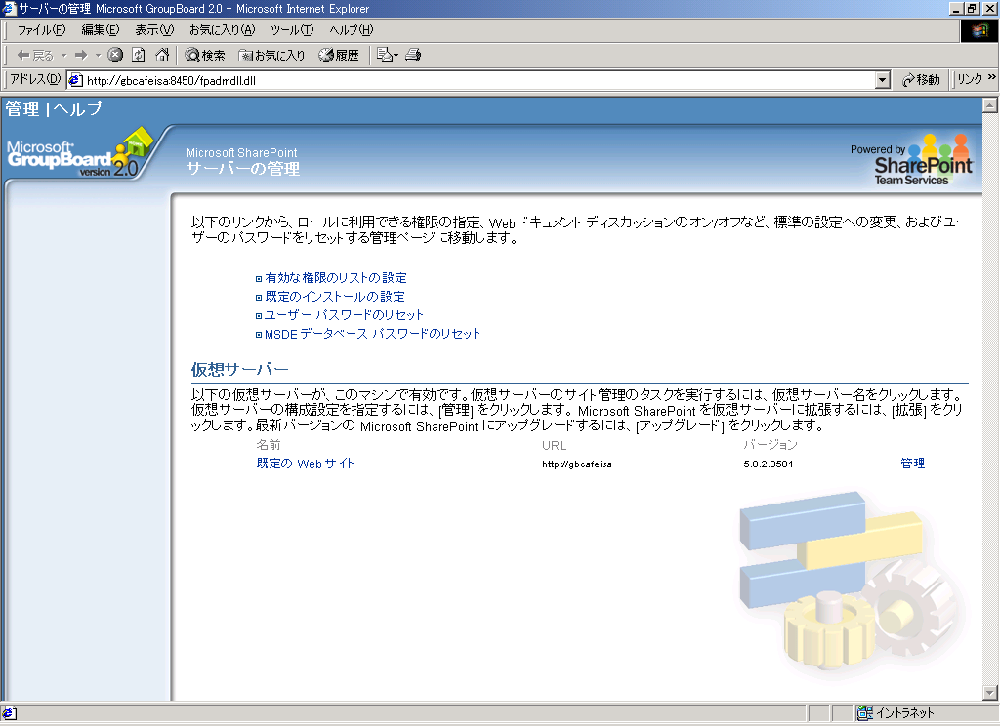 サーバーの管理 Microsoft GroupBoard 2.0 - Microsoft Internet Explorer
ファイル(F) 編集(E) 表示(V) お気に入り(A) ツール(T) ヘルプ(H)
戻る 検索 お気に入り 履歴
アドレス(D) http://gbcafeisa:8450/fpadmdll.dll 移動 リンク »
管理 | ヘルプ
Microsoft®
GroupBoard
version 2.0
Microsoft SharePoint
サーバーの管理
Powered by
SharePoint
Team Services
以下のリンクから、ロールに利用できる権限の指定、Web ドキュメント ディスカッションのオン/オフなど、標準の設定への変更、およびユー
ザーのパスワードをリセットする管理ページに移動します。
有効な権限のリストの設定
既定のインストールの設定
ユーザー パスワードのリセット
MSDE データベース パスワードのリセット
仮想サーバー
以下の仮想サーバーが、このマシンで有効です。仮想サーバーのサイト管理のタスクを実行するには、仮想サーバー名をクリックします。
仮想サーバーの構成設定を指定するには、[管理] をクリックします。 Microsoft SharePoint を仮想サーバーに拡張するには、[拡張] をクリ
ックします。最新バージョンの Microsoft SharePoint にアップグレードするには、[アップグレード] をクリックします。
名前 URL バージョン
既定の Web サイト http://gbcafeisa 5.0.2.3501 管理
イントラネット